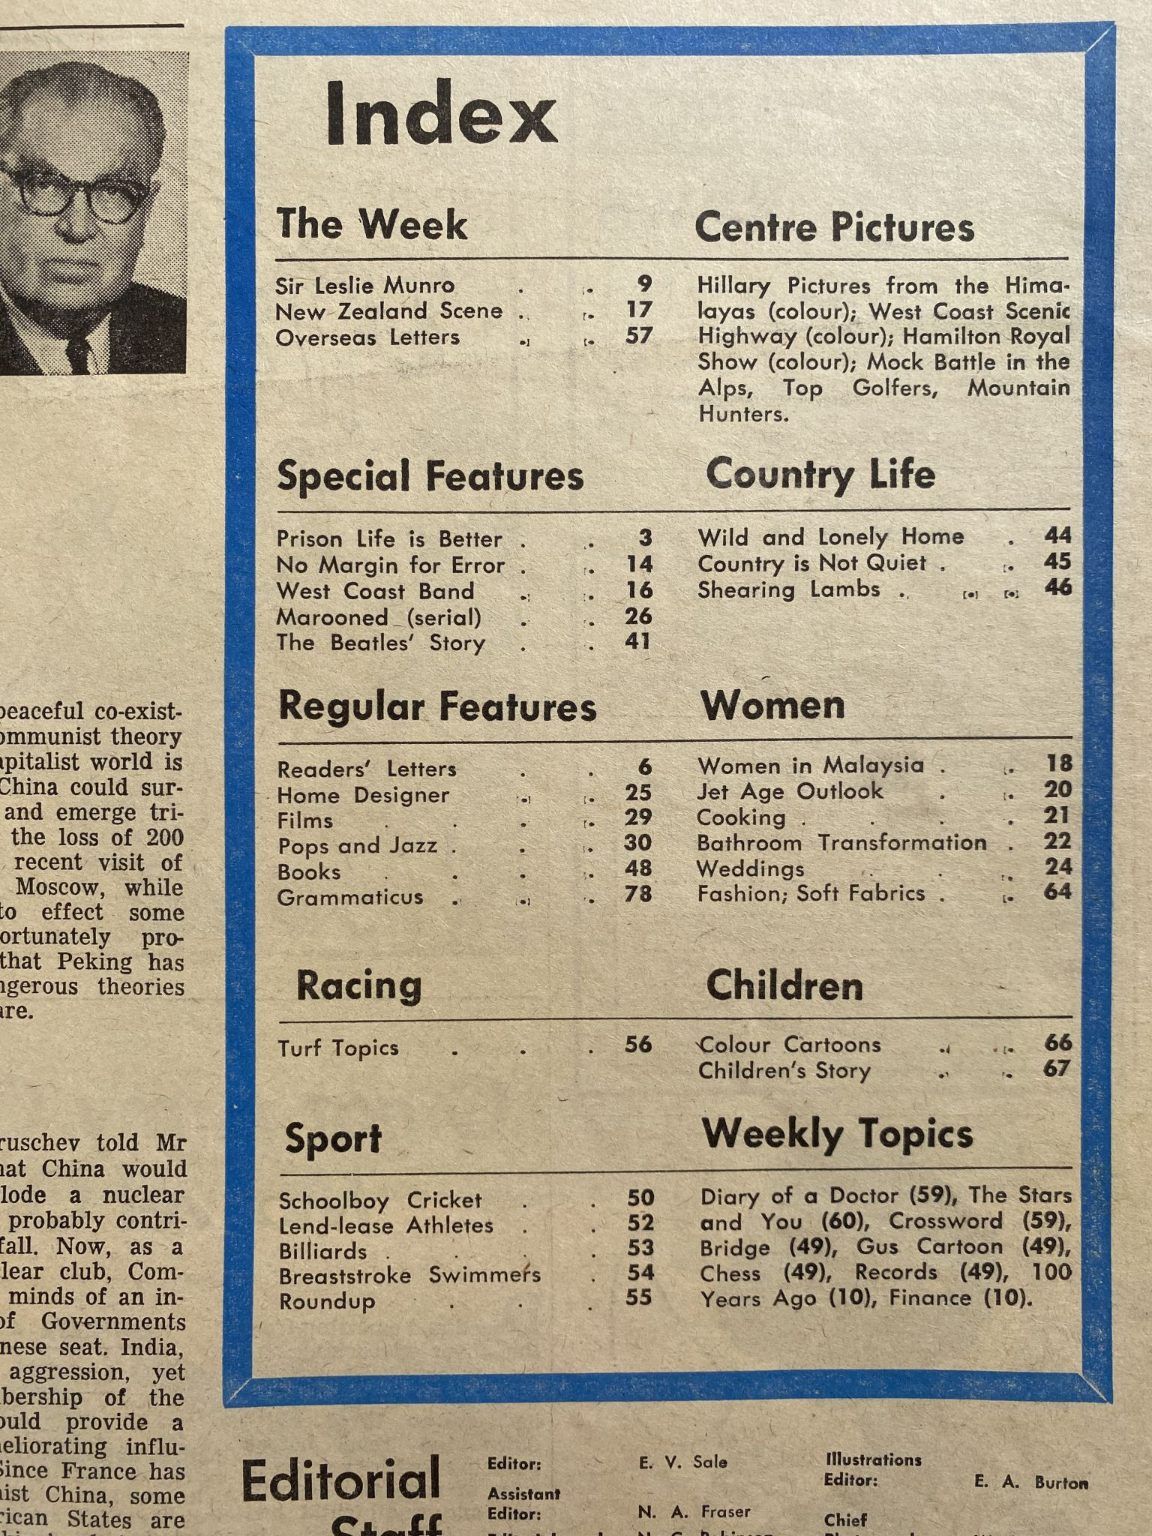 Index
The Week
Sir Leslie Munro . . 9
New Zealand Scene . . 17
Overseas Letters . . 57
Centre Pictures
Hillary Pictures from the Hima-
layas (colour); West Coast Scenic
Highway (colour); Hamilton Royal
Show (colour); Mock Battle in the
Alps, Top Golfers, Mountain
Hunters.
Special Features
Prison Life is Better . . 3
No Margin for Error . . 14
West Coast Band . . 16
Marooned (serial) . . 26
The Beatles' Story . . 41
Country Life
Wild and Lonely Home . 44
Country is Not Quiet . . 45
Shearing Lambs . . . 46
Regular Features
Readers' Letters . . 6
Home Designer . . 25
Films . . . . 29
Pops and Jazz . . . 30
Books . . . . 48
Grammaticus . . . 78
Women
Women in Malaysia . . 18
Jet Age Outlook . . 20
Cooking . . . . 21
Bathroom Transformation . 22
Weddings . . . 24
Fashion; Soft Fabrics . . 64
Racing
Turf Topics . . . 56
Children
Colour Cartoons . . 66
Children's Story . . 67
Sport
Schoolboy Cricket . . 50
Lend-lease Athletes . . 52
Billiards . . . . 53
Breaststroke Swimmers . 54
Roundup . . . 55
Weekly Topics
Diary of a Doctor (59), The Stars
and You (60), Crossword (59),
Bridge (49), Gus Cartoon (49),
Chess (49), Records (49), 100
Years Ago (10), Finance (10).
peaceful co-exist-
ommunist theory
apitalist world is
China could sur-
and emerge tri-
the loss of 200
recent visit of
Moscow, while
to effect some
ortunately pro-
that Peking has
ngerous theories
are.
ruschev told Mr
hat China would
lode a nuclear
probably contri-
fall. Now, as a
lear club, Com-
minds of an in-
of Governments
nese seat. India,
aggression, yet
bership of the
ould provide a
eliorating influ-
Since France has
ist China, some
rican States are
Editorial
Staff
Editor: E. V. Sale
Assistant
Editor: N. A. Fraser
Illustrations
Editor: E. A. Burton
Chief